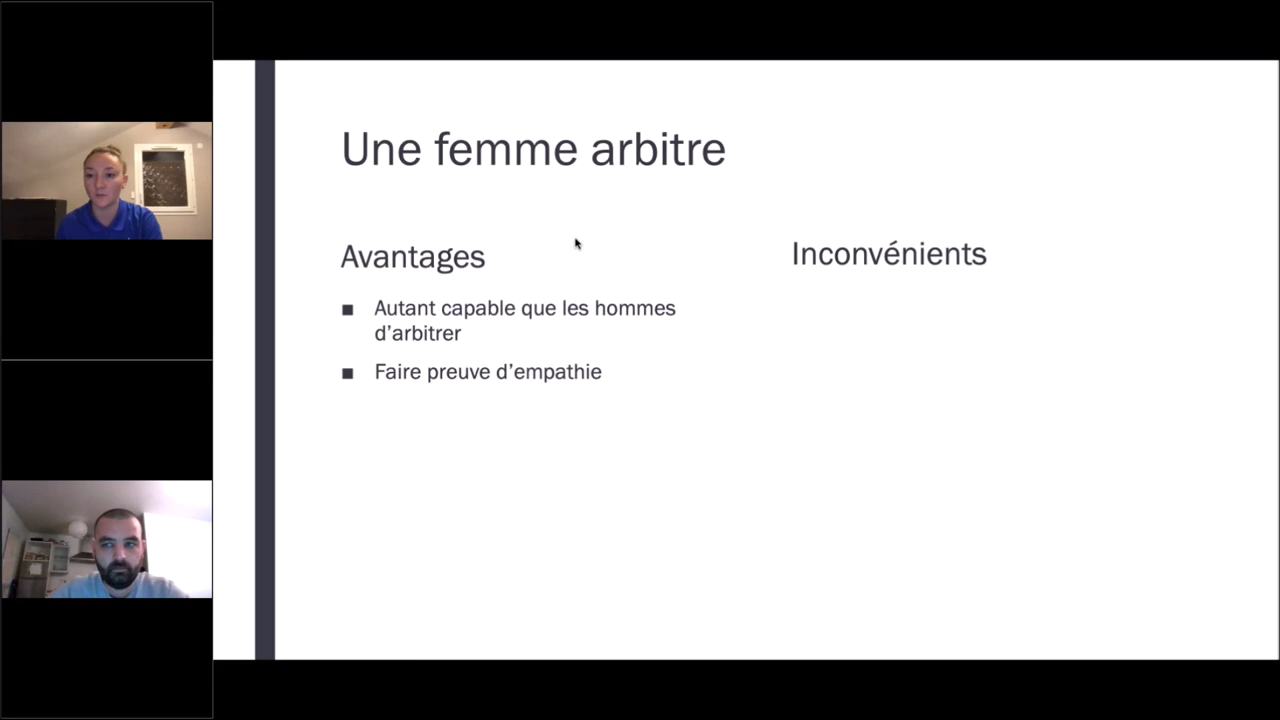 Une femme arbitre
Avantages
Inconvénients
■ Autant capable que les hommes
d’arbitrer
■ Faire preuve d’empathie